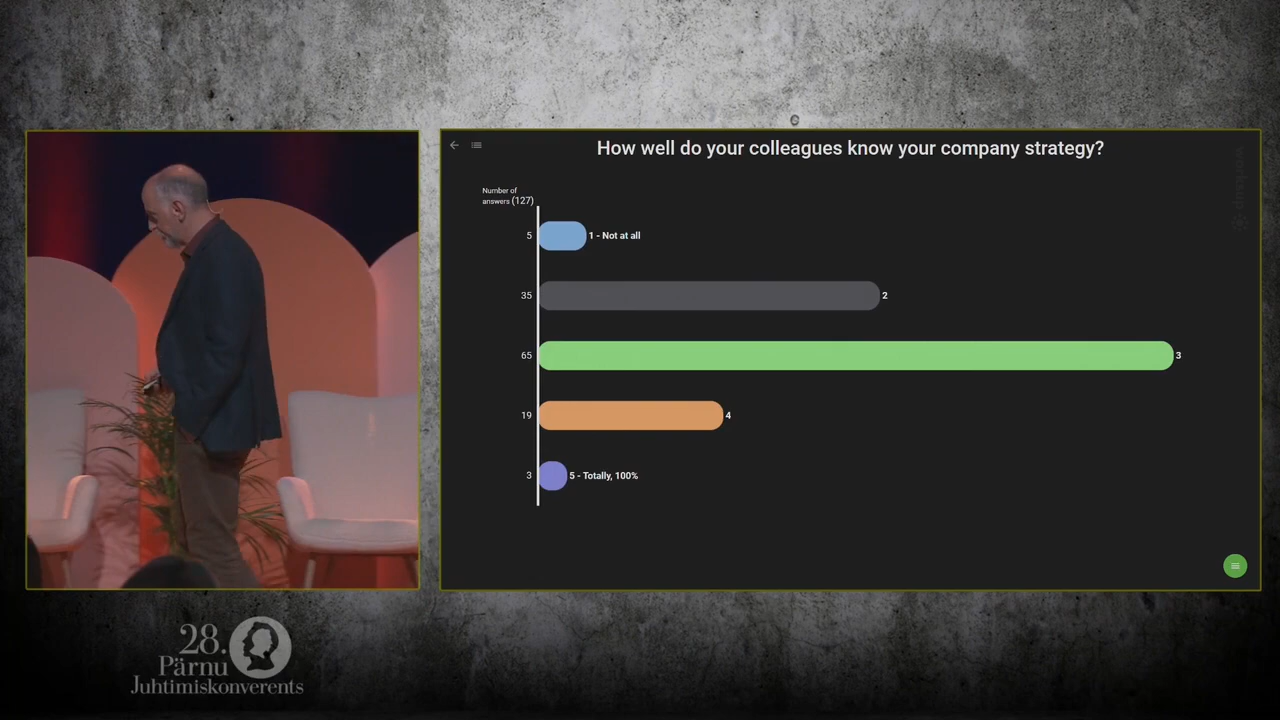 How well do your colleagues know your company strategy?
Number of
answers (127)
5
1 - Not at all
35
2
65
3
19
4
3
5 - Totally, 100%
28.
Pärnu
Juhtimiskonverents